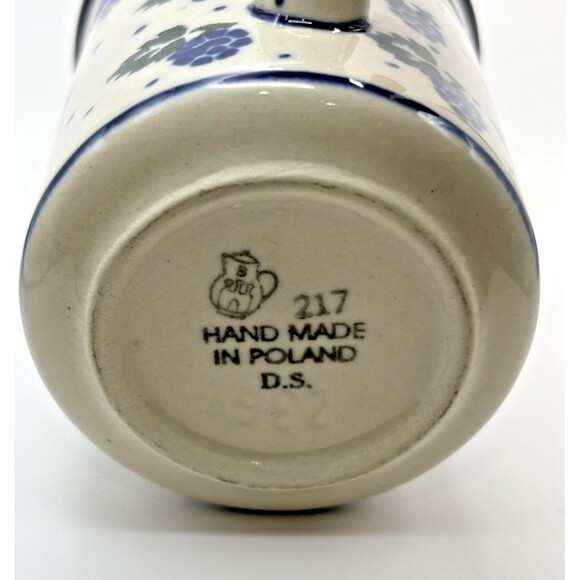 B
217
HAND MADE
IN POLAND
D.S.